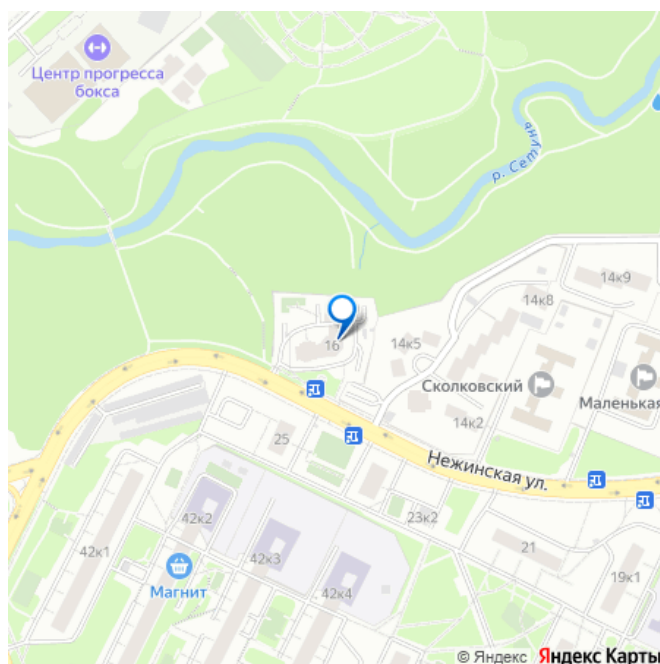 Центр прогресса
бокса
р. Сетунь
14к9
14к8
16
14к5
Сколковский
Маленькая
14к2
25
Нежинская ул.
23к2
42к2
21
42к1
42к3
19к1
Магнит
42к4
© Яндекс Яндекс Карты